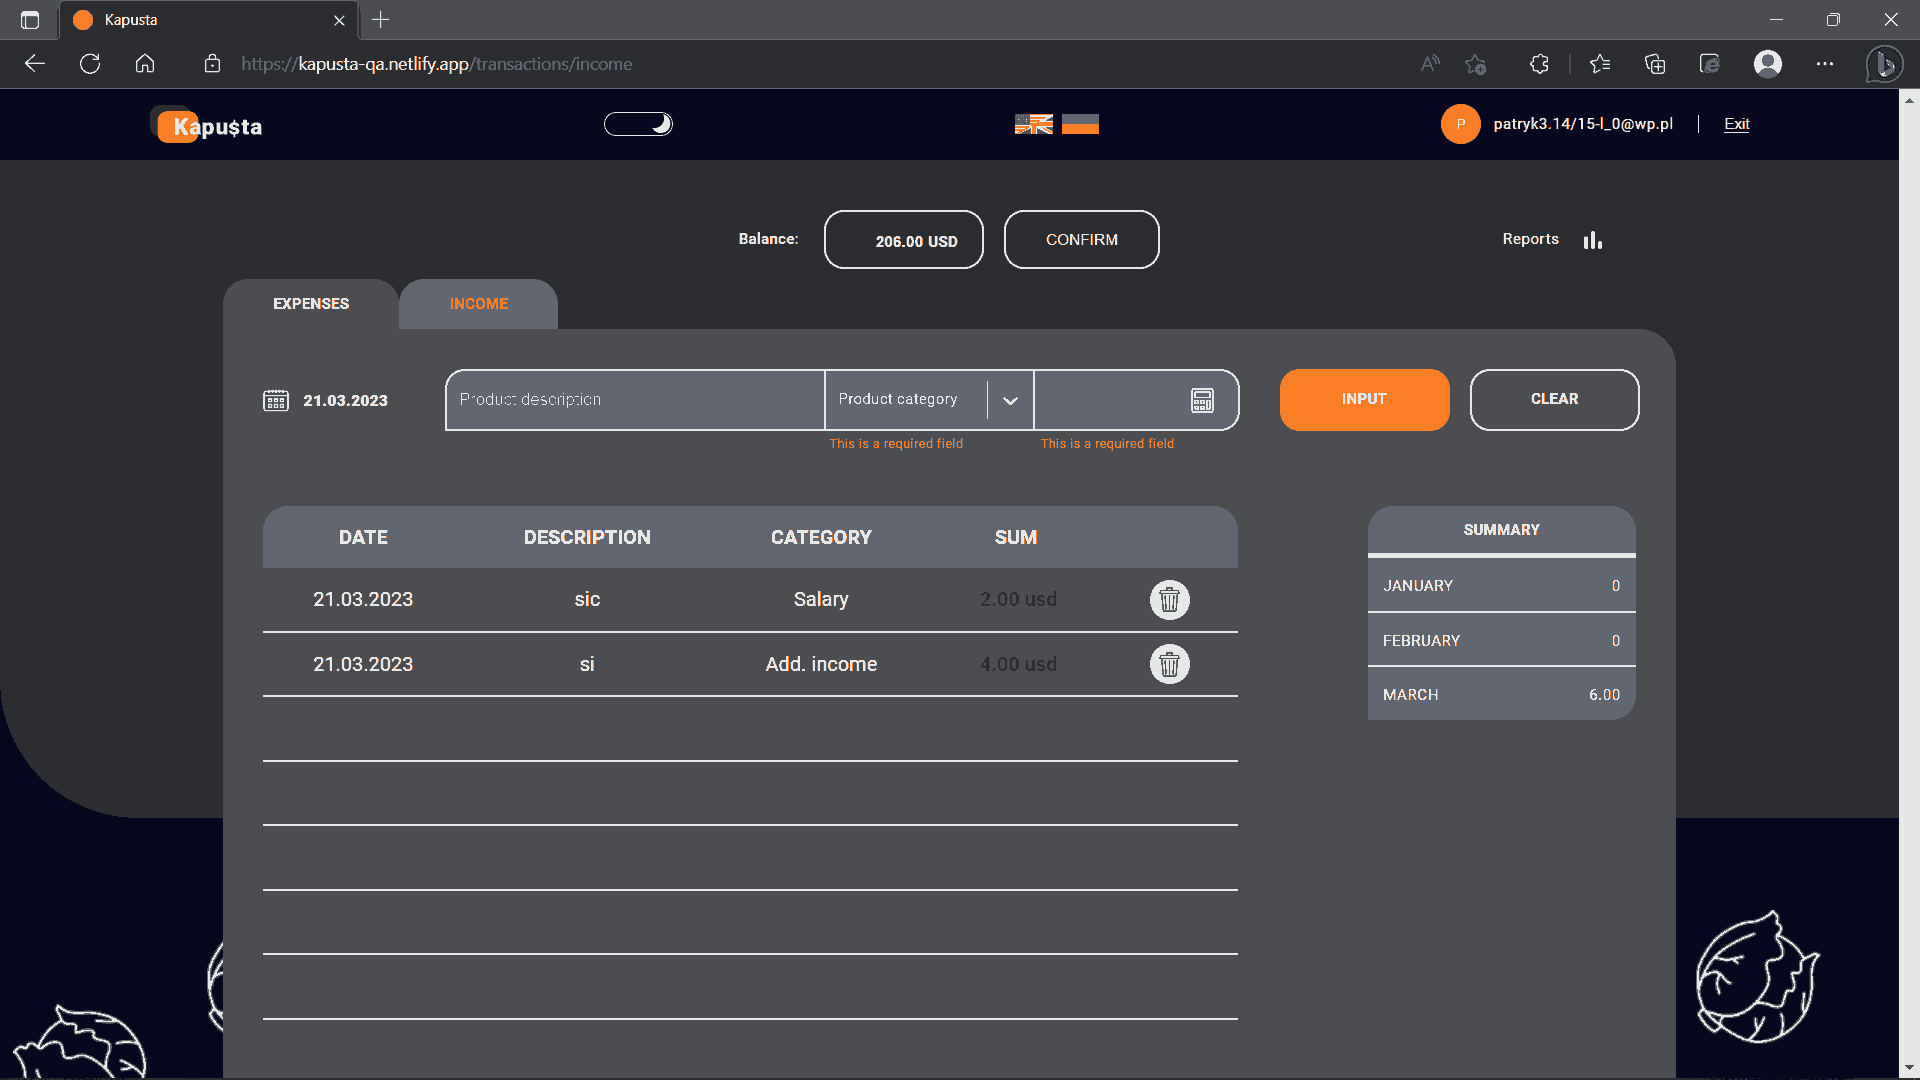 Kapusta
https://kapusta-qa.netlify.app/transactions/income
Kapu$ta
P patryk3.14/15-l_0@wp.pl | Exit
Balance: 206.00 USD CONFIRM Reports
EXPENSES INCOME
21.03.2023 Product description Product category INPUT CLEAR
This is a required field This is a required field
DATE DESCRIPTION CATEGORY SUM
21.03.2023 sic Salary 2.00 usd
21.03.2023 si Add. income 4.00 usd
SUMMARY
JANUARY 0
FEBRUARY 0
MARCH 6.00